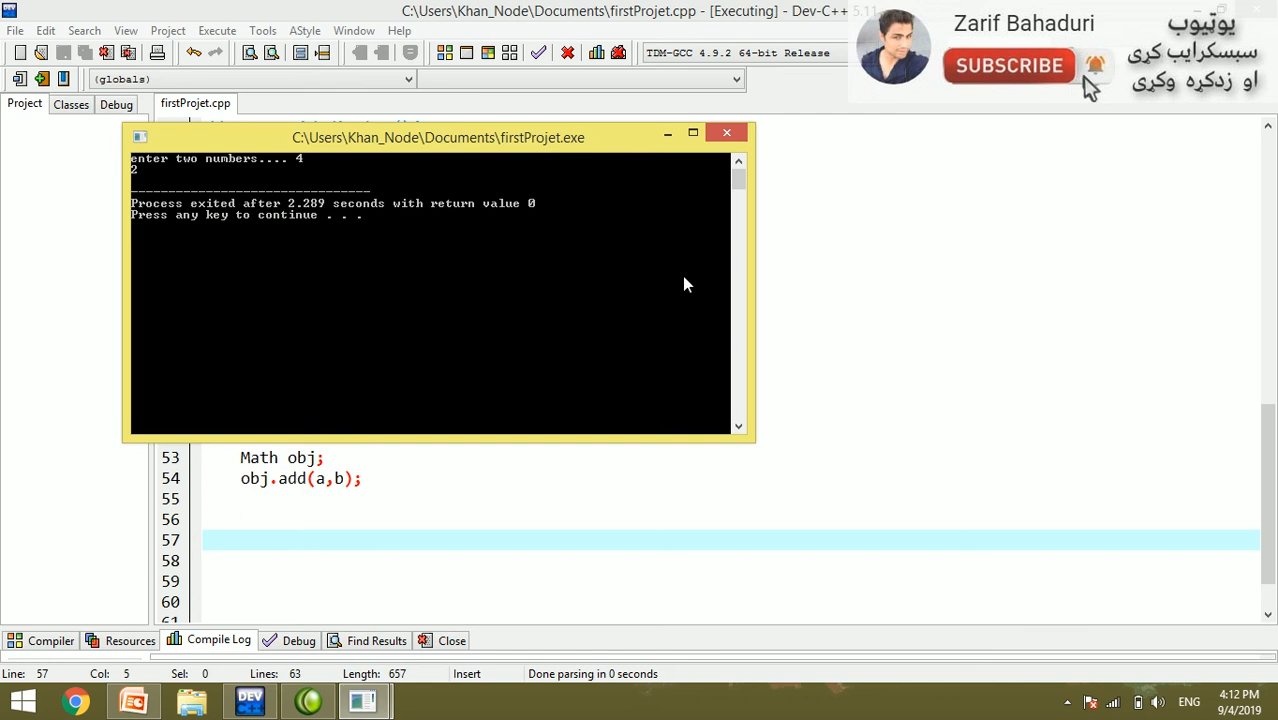 C:\Users\Khan_Node\Documents\firstProjet.cpp - [Executing] - Dev-C++ 5.11
File Edit Search View Project Execute Tools AStyle Window Help
TDM-GCC 4.9.2 64-bit Release
(globals)
Project Classes Debug firstProjet.cpp
Zarif Bahaduri
SUBSCRIBE
یوټیوب
سبسکرایب کړی
او زدکړه وکړی
C:\Users\Khan_Node\Documents\firstProjet.exe
enter two numbers.... 4
2
--------------------------------
Process exited after 2.289 seconds with return value 0
Press any key to continue . . .
53 Math obj;
54 obj.add(a,b);
55
56
57
58
59
60
61
Compiler Resources Compile Log Debug Find Results Close
Line: 57 Col: 5 Sel: 0 Lines: 63 Length: 657 Insert Done parsing in 0 seconds
DEV
ENG
4:12 PM
9/4/2019